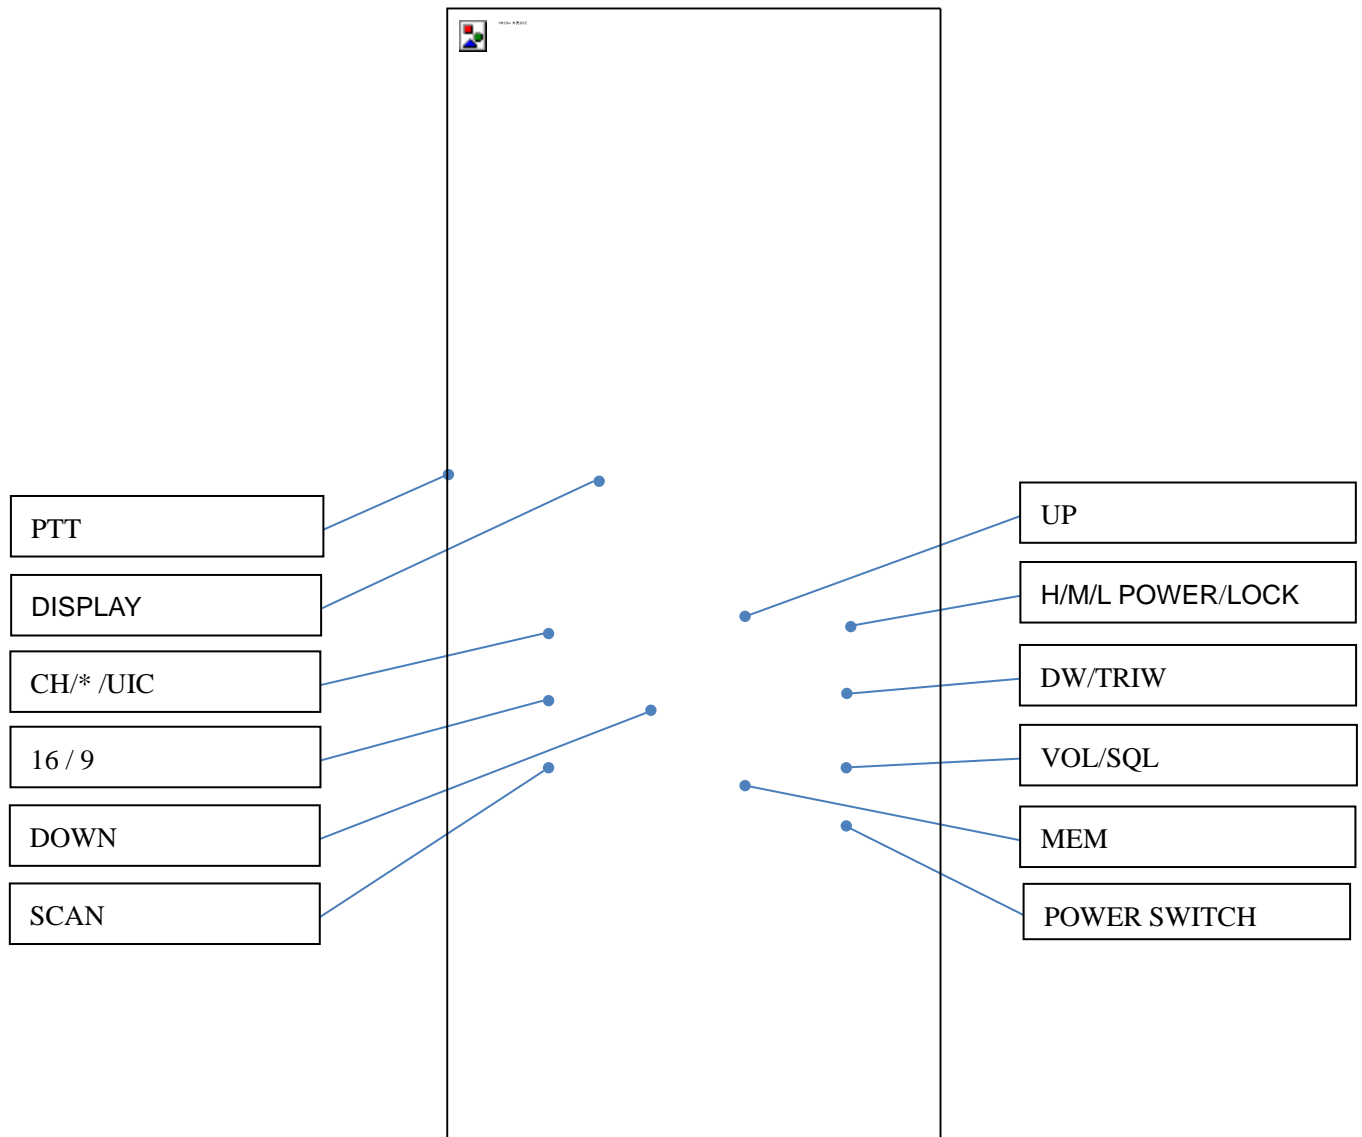 PTT
DISPLAY
CH/* /UIC
16 / 9
DOWN
SCAN
UP
H/M/L POWER/LOCK
DW/TRIW
VOL/SQL
MEM
POWER SWITCH